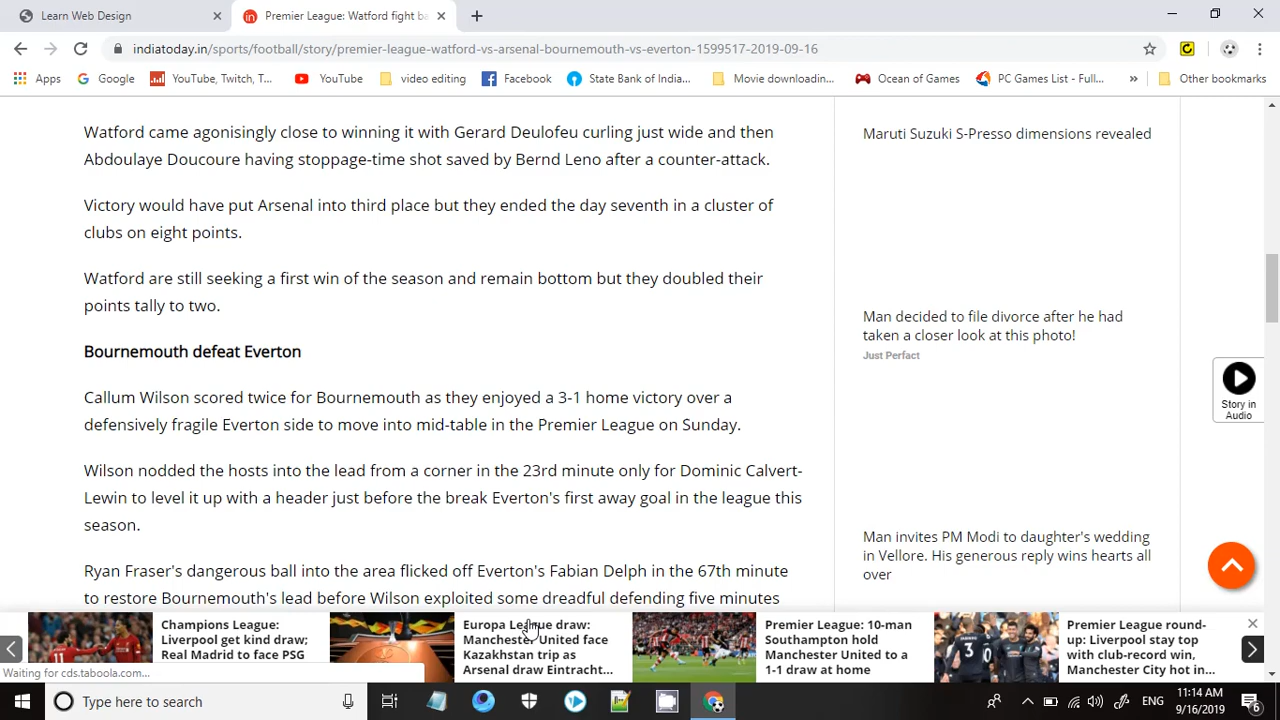 Learn Web Design
Premier League: Watford fight ba
indiatoday.in/sports/football/story/premier-league-watford-vs-arsenal-bournemouth-vs-everton-1599517-2019-09-16
Apps
Google
YouTube, Twitch, T...
YouTube
video editing
Facebook
State Bank of India...
Movie downloadin...
Ocean of Games
PC Games List - Full...
»
Other bookmarks
Watford came agonisingly close to winning it with Gerard Deulofeu curling just wide and then
Abdoulaye Doucoure having stoppage-time shot saved by Bernd Leno after a counter-attack.
Victory would have put Arsenal into third place but they ended the day seventh in a cluster of
clubs on eight points.
Watford are still seeking a first win of the season and remain bottom but they doubled their
points tally to two.
Bournemouth defeat Everton
Callum Wilson scored twice for Bournemouth as they enjoyed a 3-1 home victory over a
defensively fragile Everton side to move into mid-table in the Premier League on Sunday.
Wilson nodded the hosts into the lead from a corner in the 23rd minute only for Dominic Calvert-
Lewin to level it up with a header just before the break Everton's first away goal in the league this
season.
Ryan Fraser's dangerous ball into the area flicked off Everton's Fabian Delph in the 67th minute
to restore Bournemouth's lead before Wilson exploited some dreadful defending five minutes
Maruti Suzuki S-Presso dimensions revealed
Man decided to file divorce after he had
taken a closer look at this photo!
Just Perfact
Man invites PM Modi to daughter's wedding
in Vellore. His generous reply wins hearts all
over
Story in
Audio
Champions League:
Liverpool get kind draw;
Real Madrid to face PSG
Europa League draw:
Manchester United face
Kazakhstan trip as
Arsenal draw Eintracht...
Premier League: 10-man
Southampton hold
Manchester United to a
1-1 draw at home
Premier League round-
up: Liverpool stay top
with club-record win,
Manchester City hot in...
Waiting for cds.taboola.com...
Type here to search
ENG
11:14 AM
9/16/2019
6